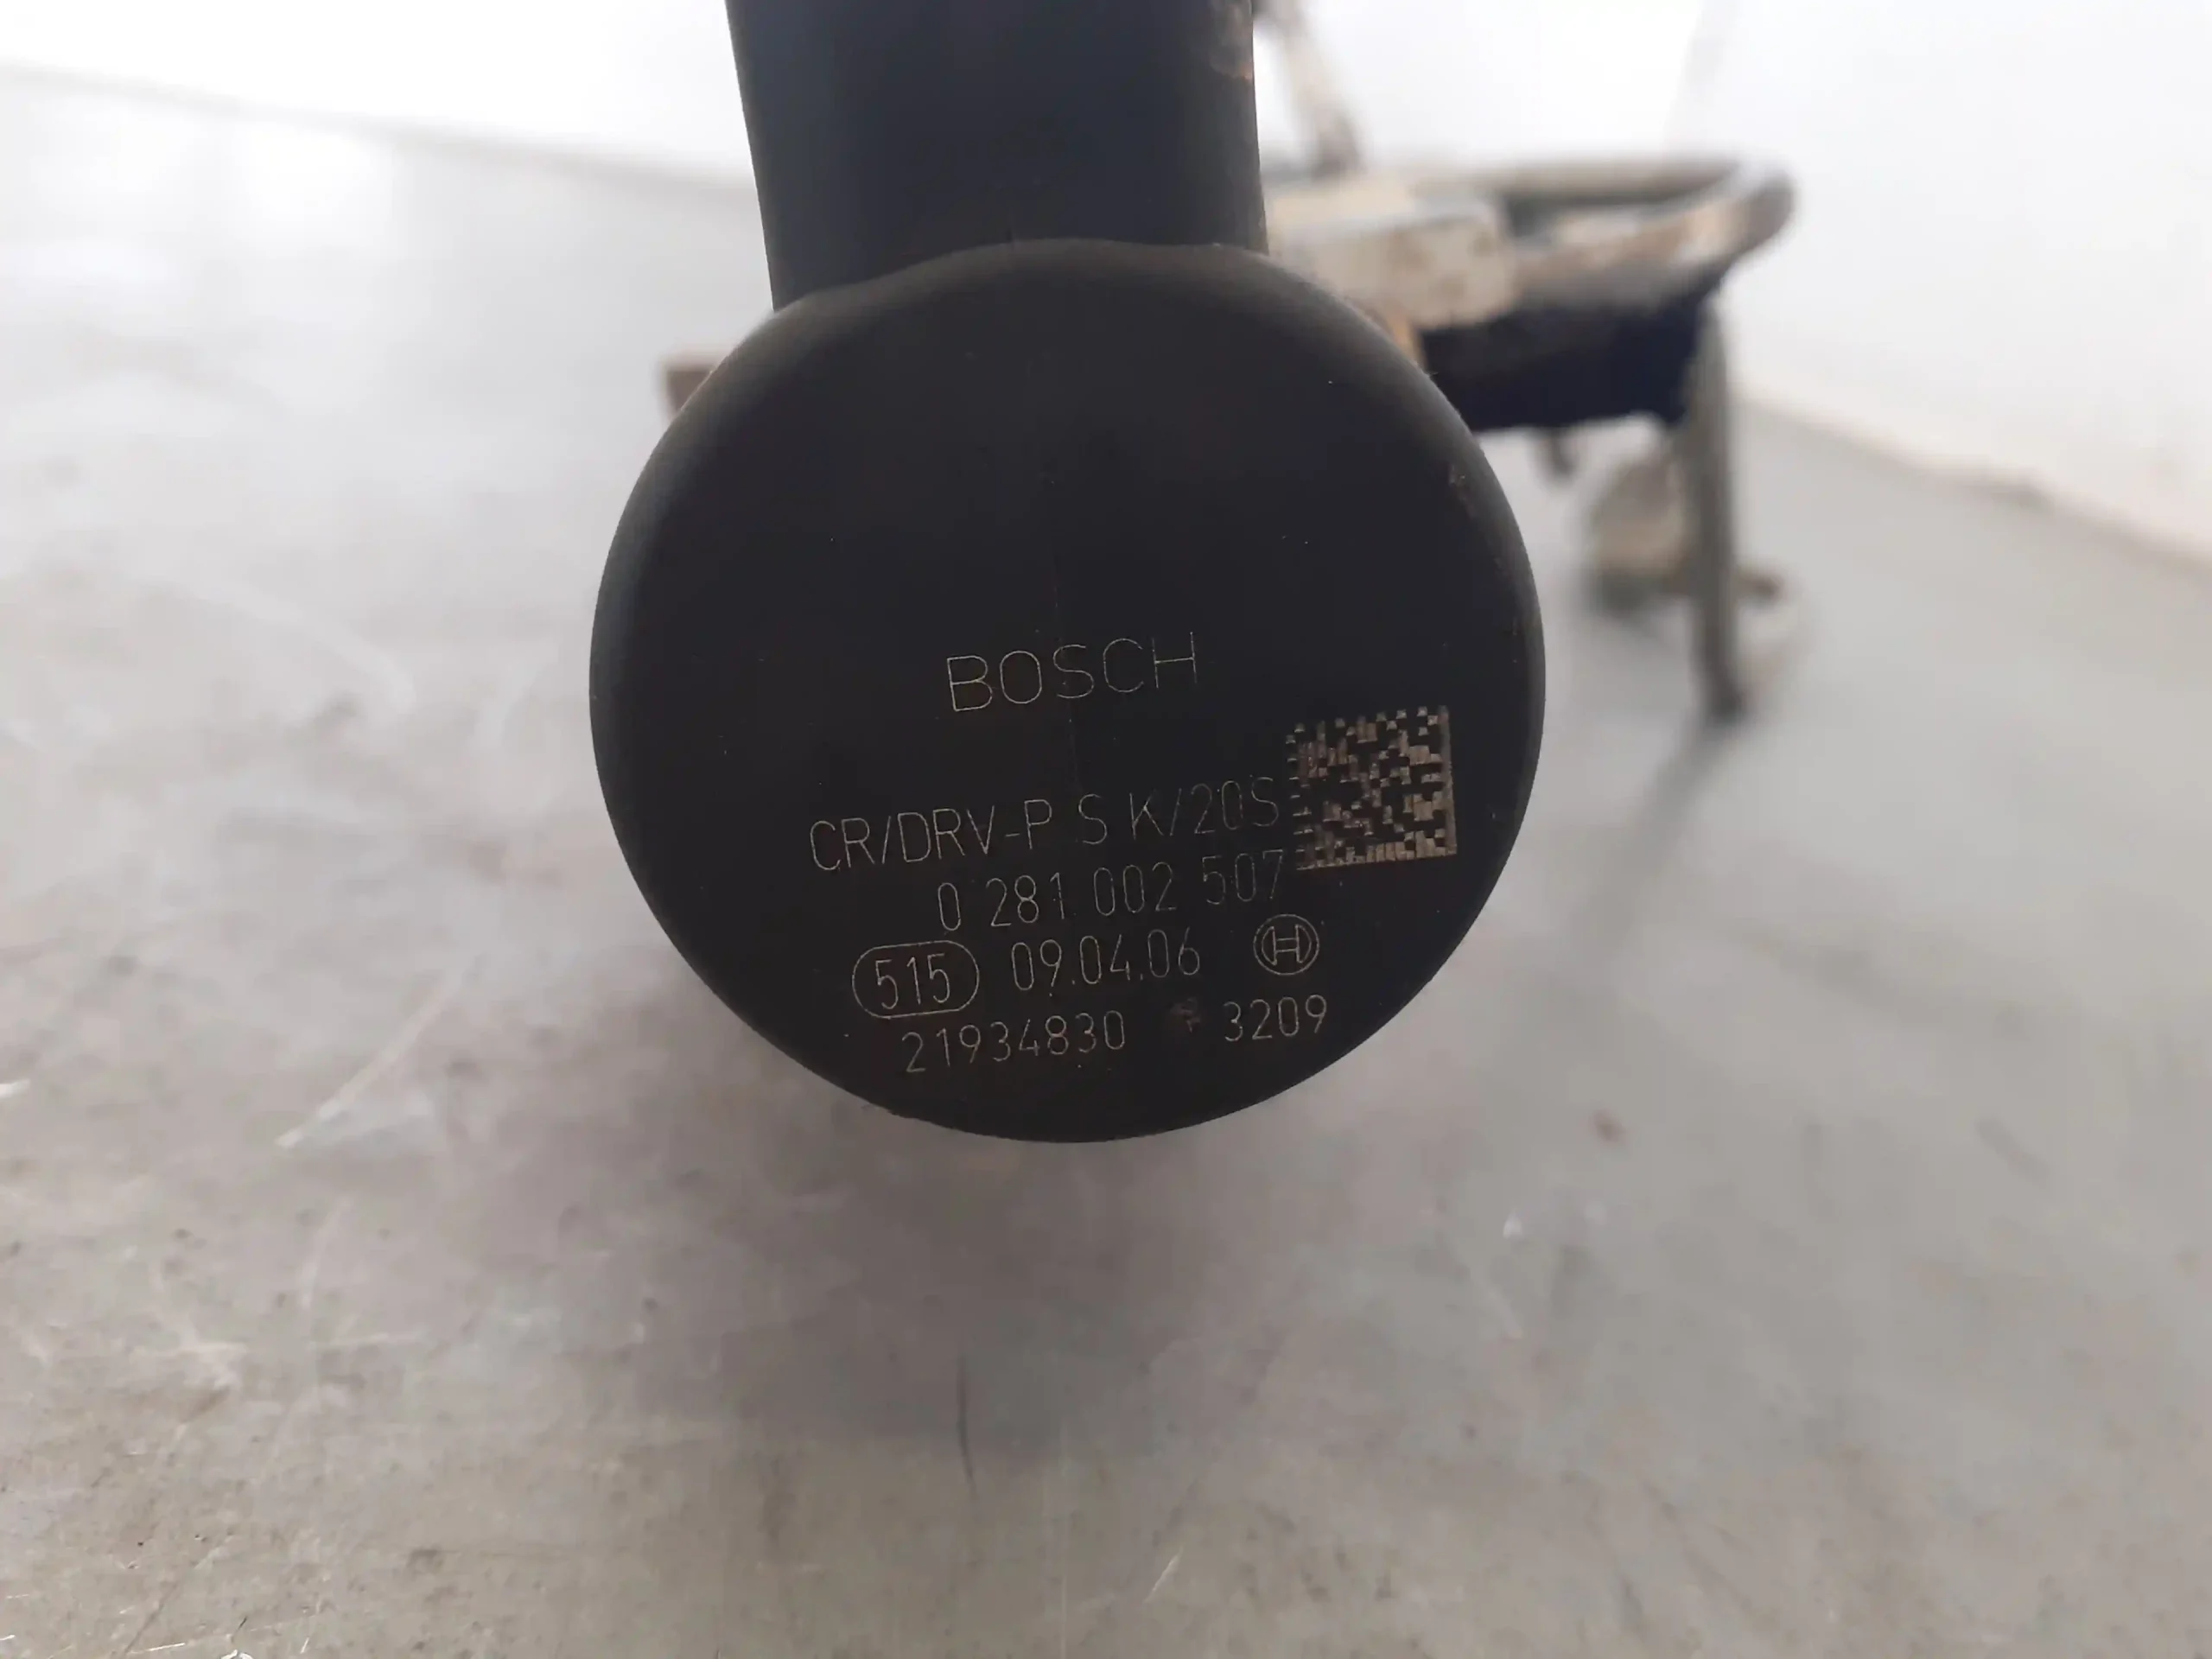 BOSCH
CR/DRV-P S K/20S
0 281 002 507
515 09.04.06 H
21934830 3209